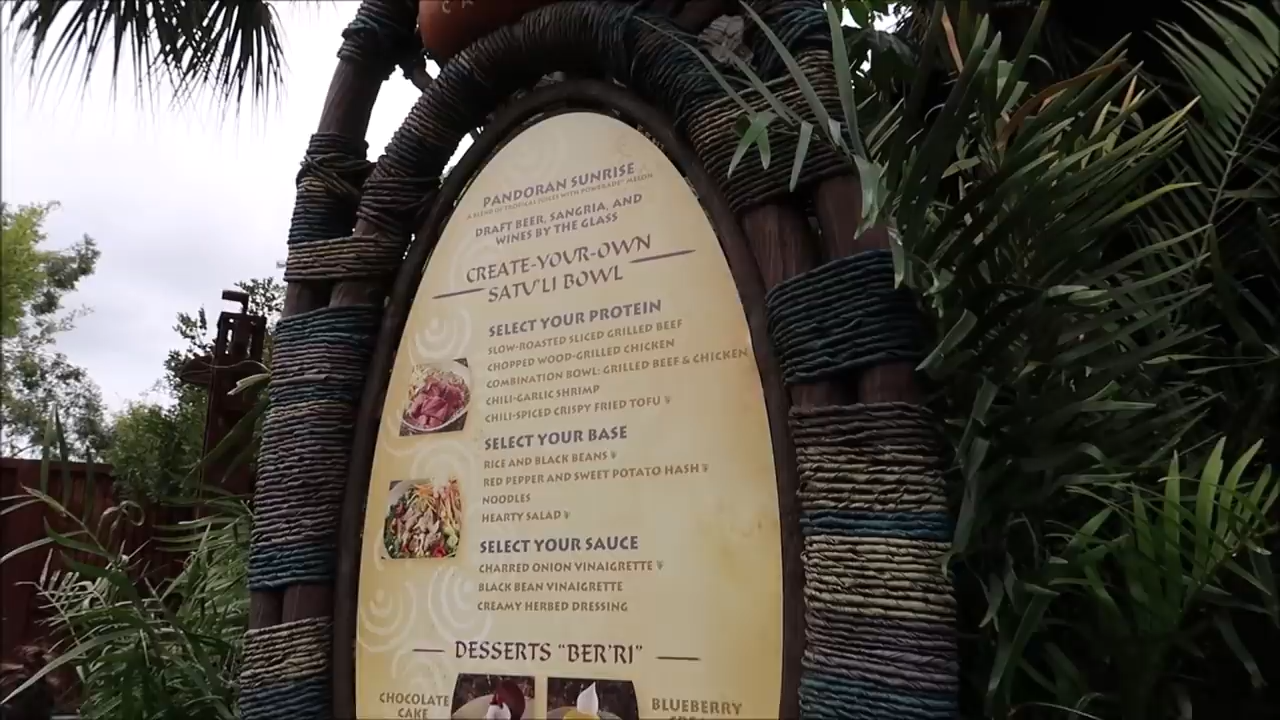 PANDORAN SUNRISE
A BLEND OF TROPICAL JUICES WITH POWERADE® MELON
DRAFT BEER, SANGRIA, AND
WINES BY THE GLASS
CREATE-YOUR-OWN
SATU'LI BOWL
SELECT YOUR PROTEIN
SLOW-ROASTED SLICED GRILLED BEEF
CHOPPED WOOD-GRILLED CHICKEN
COMBINATION BOWL: GRILLED BEEF & CHICKEN
CHILI-GARLIC SHRIMP
CHILI-SPICED CRISPY FRIED TOFU
SELECT YOUR BASE
RICE AND BLACK BEANS
RED PEPPER AND SWEET POTATO HASH
NOODLES
HEARTY SALAD
SELECT YOUR SAUCE
CHARRED ONION VINAIGRETTE
BLACK BEAN VINAIGRETTE
CREAMY HERBED DRESSING
DESSERTS "BER'RI"
CHOCOLATE
CAKE
BLUEBERRY